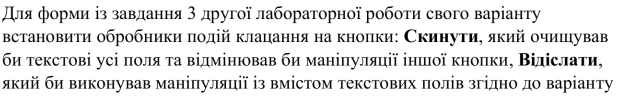 Для форми із завдання 3 другої лабораторної роботи свого варіанту
встановити обробники подій клацання на кнопки: Скинути, який очищував
би текстові усі поля та відмінював би маніпуляції іншої кнопки, Відіслати,
який би виконував маніпуляції із вмістом текстових полів згідно до варіанту